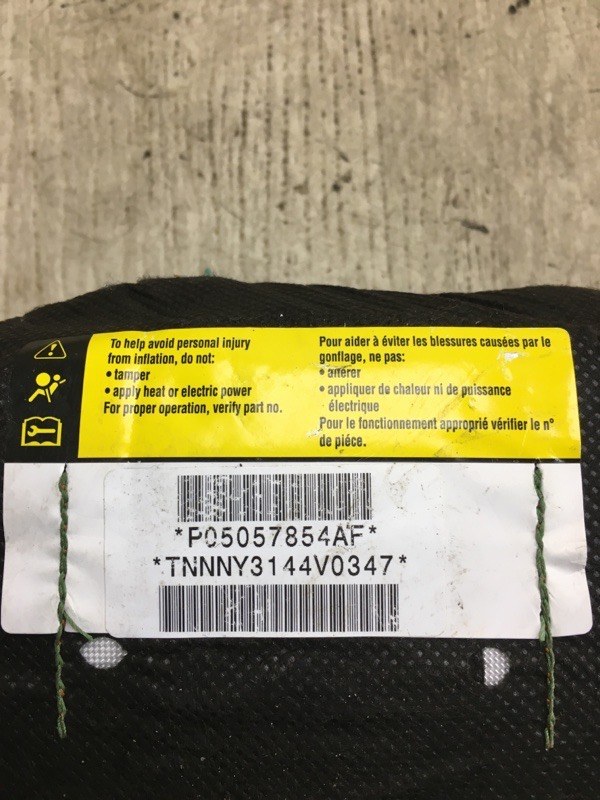 To help avoid personal injury
from inflation, do not:
• tamper
• apply heat or electric power
For proper operation, verify part no.
Pour aider à éviter les blessures causées par le
gonflage, ne pas:
•
• appliquer de chaleur ni de puissance
électrique
Pour le fonctionnement approprié vérifier le n°
de piéce.
*P05057854AF*
*TNNNY3144V0347*